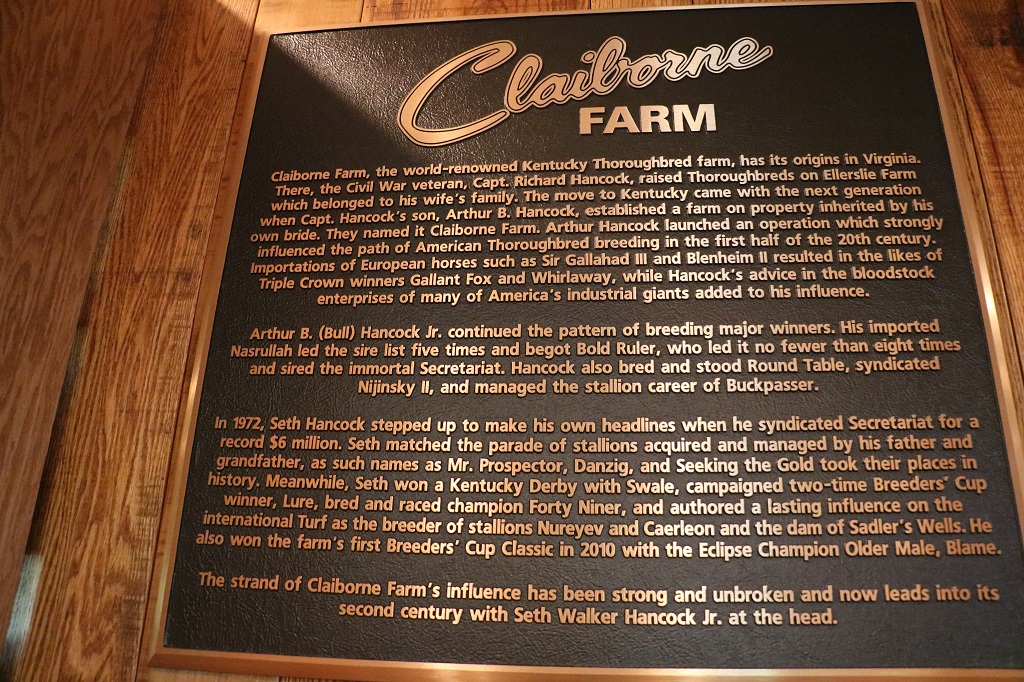 Claiborne
FARM
Claiborne Farm, the world-renowned Kentucky Thoroughbred farm, has its origins in Virginia.
There, the Civil War veteran, Capt. Richard Hancock, raised Thoroughbreds on Ellerslie Farm
which belonged to his wife's family. The move to Kentucky came with the next generation
when Capt. Hancock's son, Arthur B. Hancock, established a farm on property inherited by his
own bride. They named it Claiborne Farm. Arthur Hancock launched an operation which strongly
influenced the path of American Thoroughbred breeding in the first half of the 20th century.
Importations of European horses such as Sir Gallahad III and Blenheim II resulted in the likes of
Triple Crown winners Gallant Fox and Whirlaway, while Hancock's advice in the bloodstock
enterprises of many of America's industrial giants added to his influence.
Arthur B. (Bull) Hancock Jr. continued the pattern of breeding major winners. His imported
Nasrullah led the sire list five times and begot Bold Ruler, who led it no fewer than eight times
and sired the immortal Secretariat. Hancock also bred and stood Round Table, syndicated
Nijinsky II, and managed the stallion career of Buckpasser.
In 1972, Seth Hancock stepped up to make his own headlines when he syndicated Secretariat for a
record $6 million. Seth matched the parade of stallions acquired and managed by his father and
grandfather, as such names as Mr. Prospector, Danzig, and Seeking the Gold took their places in
history. Meanwhile, Seth won a Kentucky Derby with Swale, campaigned two-time Breeders' Cup
winner, Lure, bred and raced champion Forty Niner, and authored a lasting influence on the
international Turf as the breeder of stallions Nureyev and Caerleon and the dam of Sadler's Wells. He
also won the farm's first Breeders' Cup Classic in 2010 with the Eclipse Champion Older Male, Blame.
The strand of Claiborne Farm's influence has been strong and unbroken and now leads into its
second century with Seth Walker Hancock Jr. at the head.